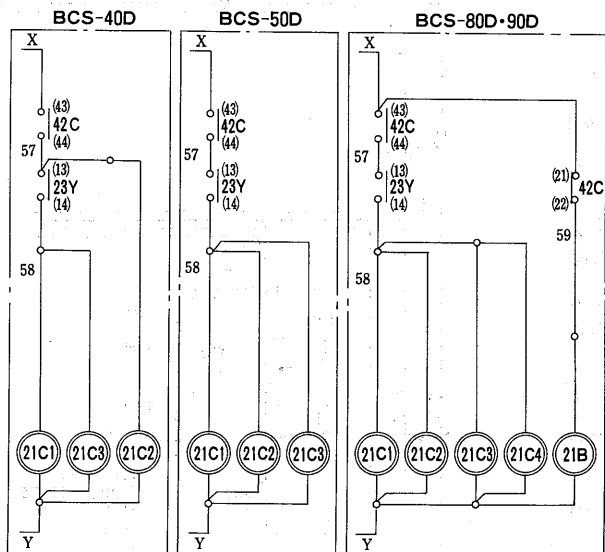 BCS-40D
X
(43)
42C
(44)
57
(13)
23Y
(14)
58
21C1
21C3
21C2
Y
BCS-50D
X
(43)
42C
(44)
57
(13)
23Y
(14)
58
21C1
21C2
21C3
Y
BCS-80D・90D
X
(43)
42C
(44)
57
(13)
23Y
(14)
58
(21)
42C
(22)
59
21C1
21C2
21C3
21C4
21B
Y